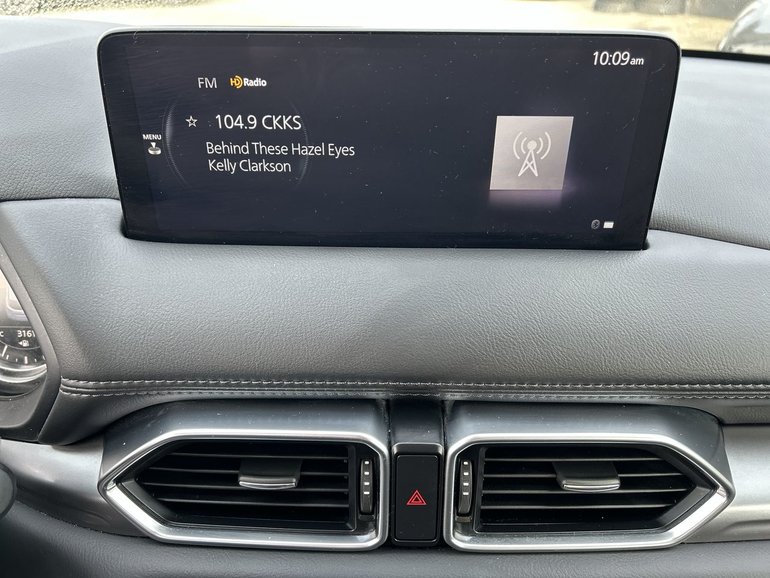 10:09am
FM HD Radio
☆ 104.9 CKKS
MENU
Behind These Hazel Eyes
Kelly Clarkson